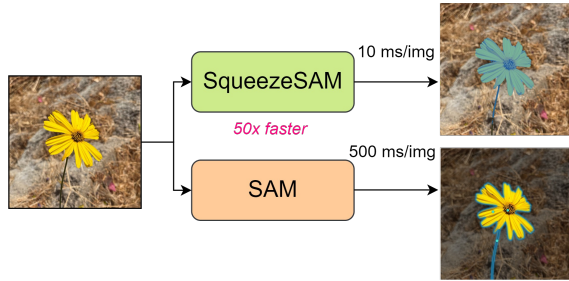 10 ms/img
SqueezeSAM
50x faster
500 ms/img
SAM